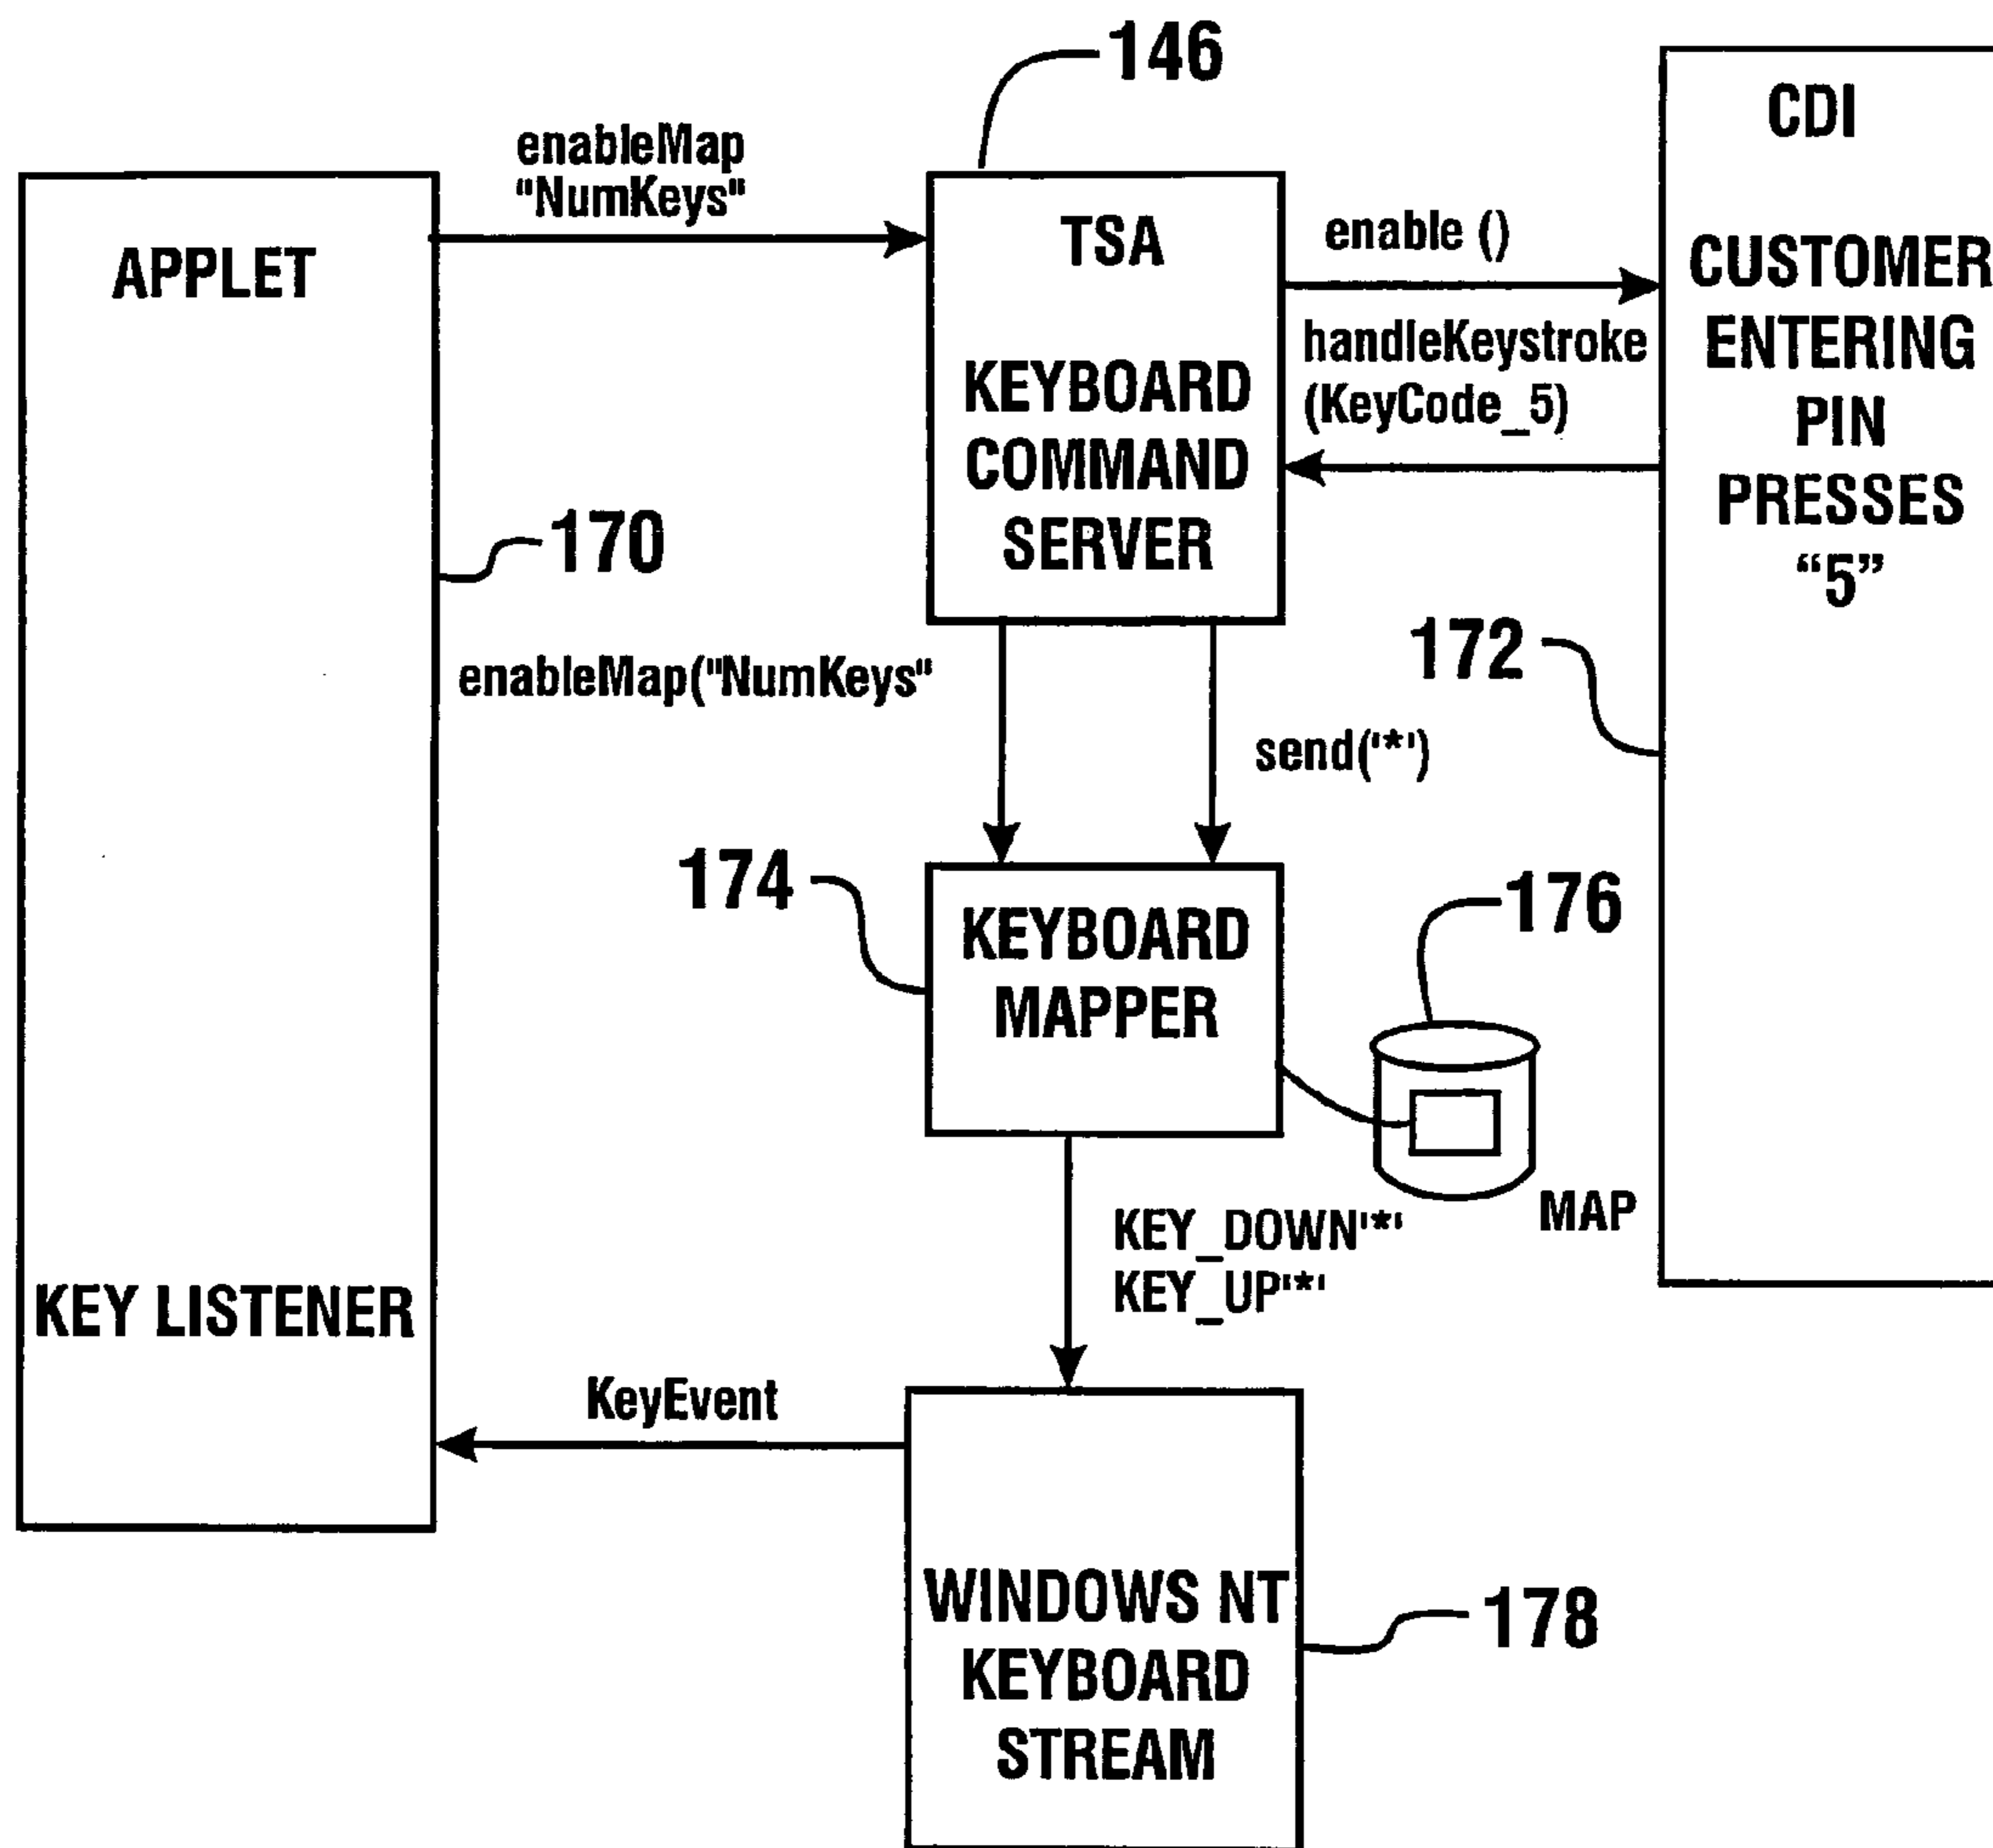 146
enableMap
"NumKeys"
APPLET
TSA
KEYBOARD
COMMAND
SERVER
enable ()
handleKeystroke
(KeyCode_5)
CDI
CUSTOMER
ENTERING
PIN
PRESSES
“5”
170
172
enableMap("NumKeys"
send('*')
174
KEYBOARD
MAPPER
176
MAP
KEY_DOWN'*'
KEY_UP'*'
KEY LISTENER
KeyEvent
WINDOWS NT
KEYBOARD
STREAM
178